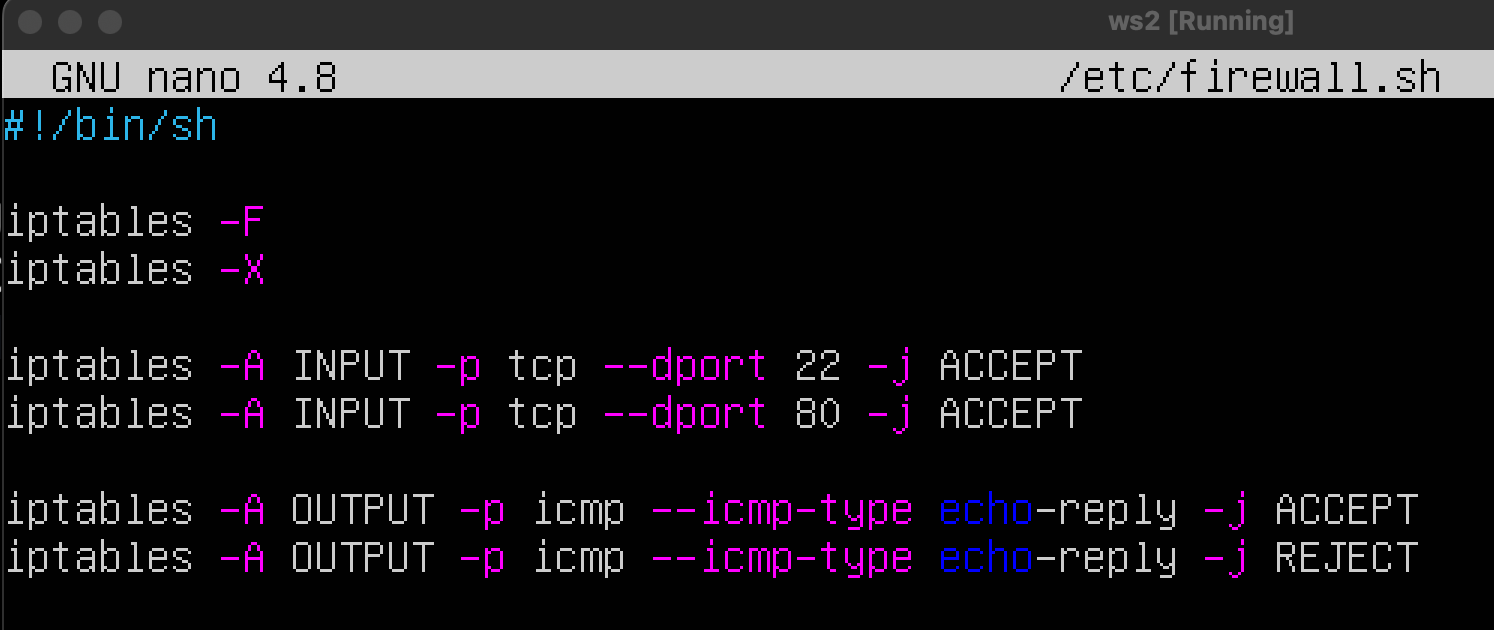 ws2 [Running]
GNU nano 4.8 /etc/firewall.sh
#!/bin/sh
iptables -F
iptables -X
iptables -A INPUT -p tcp --dport 22 -j ACCEPT
iptables -A INPUT -p tcp --dport 80 -j ACCEPT
iptables -A OUTPUT -p icmp --icmp-type echo-reply -j ACCEPT
iptables -A OUTPUT -p icmp --icmp-type echo-reply -j REJECT